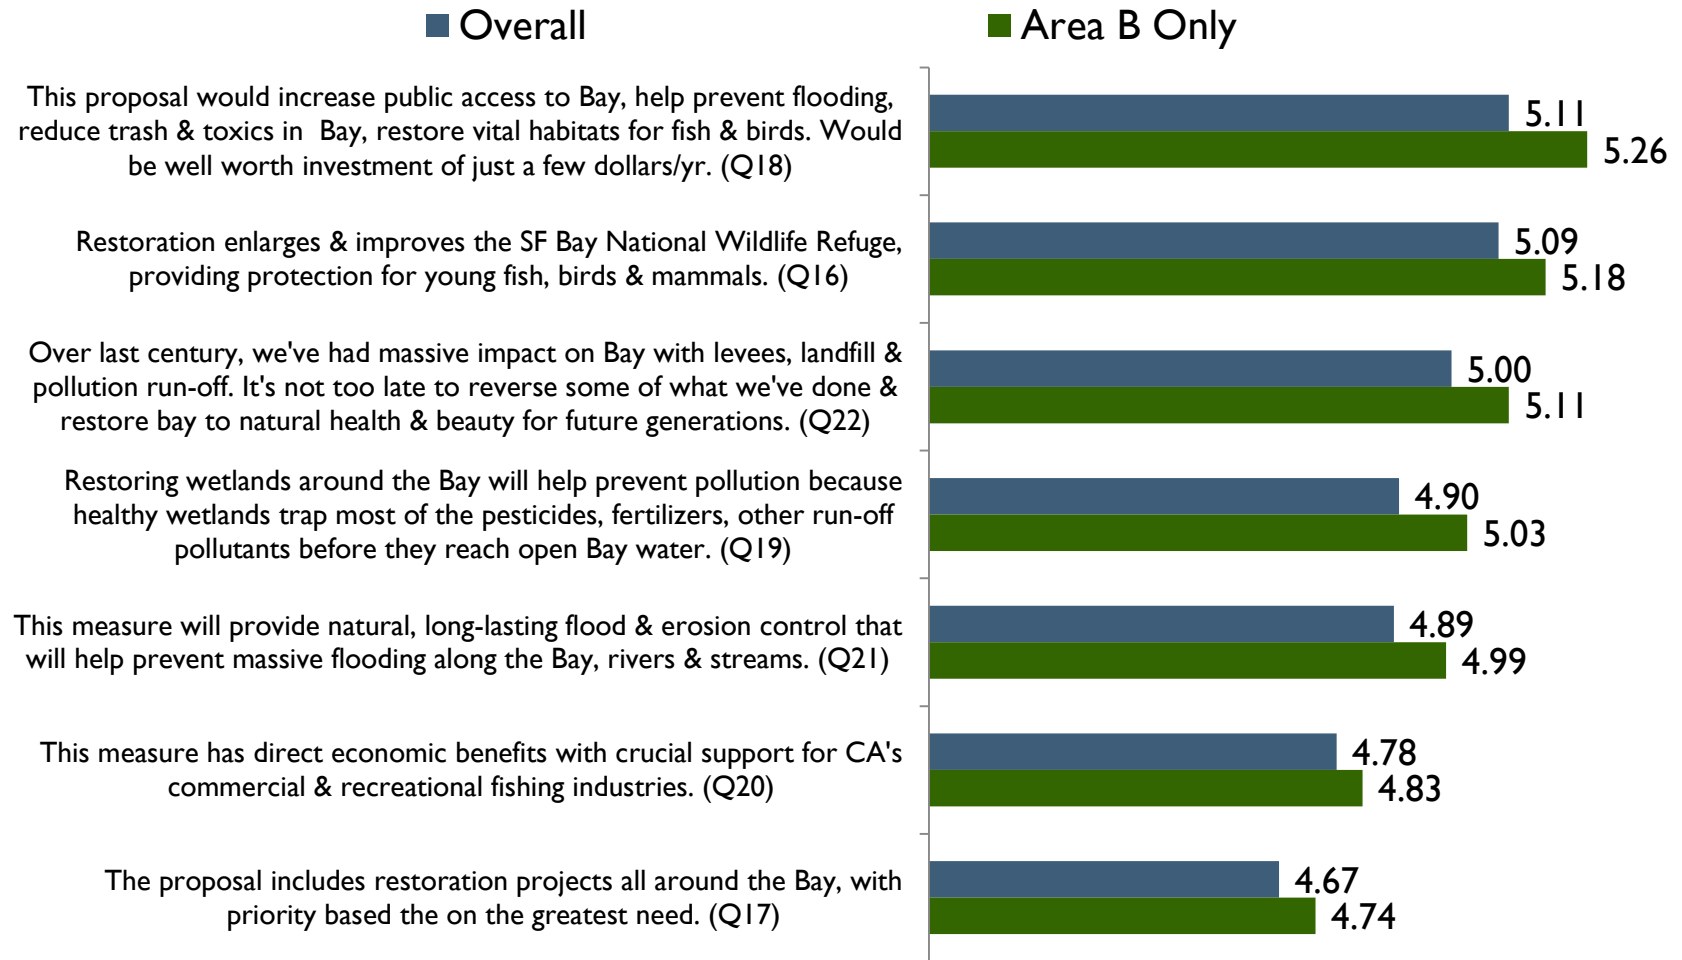 Overall
Area B Only
This proposal would increase public access to Bay, help prevent flooding,
reduce trash & toxics in  Bay, restore vital habitats for fish & birds. Would
be well worth investment of just a few dollars/yr. (Q18)
5.11
5.26
Restoration enlarges & improves the SF Bay National Wildlife Refuge,
providing protection for young fish, birds & mammals. (Q16)
5.09
5.18
Over last century, we've had massive impact on Bay with levees, landfill &
pollution run-off. It's not too late to reverse some of what we've done &
restore bay to natural health & beauty for future generations. (Q22)
5.00
5.11
Restoring wetlands around the Bay will help prevent pollution because
healthy wetlands trap most of the pesticides, fertilizers, other run-off
pollutants before they reach open Bay water. (Q19)
4.90
5.03
This measure will provide natural, long-lasting flood & erosion control that
will help prevent massive flooding along the Bay, rivers & streams. (Q21)
4.89
4.99
This measure has direct economic benefits with crucial support for CA's
commercial & recreational fishing industries. (Q20)
4.78
4.83
The proposal includes restoration projects all around the Bay, with
priority based the on the greatest need. (Q17)
4.67
4.74